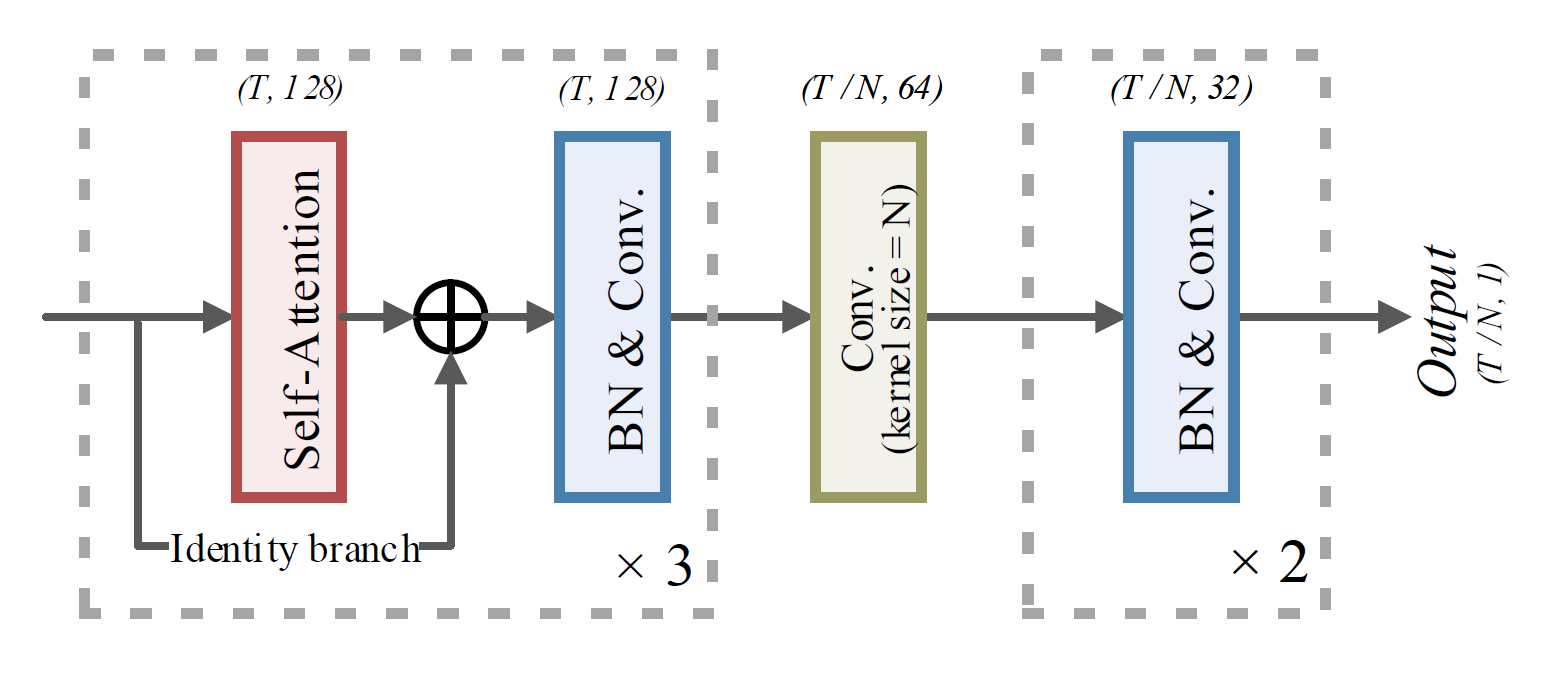 (T, 128)
(T, 128)
(T / N, 64)
(T / N, 32)
Self-Attention
BN & Conv.
Conv.
(kernel size = N)
BN & Conv.
Output
(T / N, 1)
Identity branch
× 3
× 2